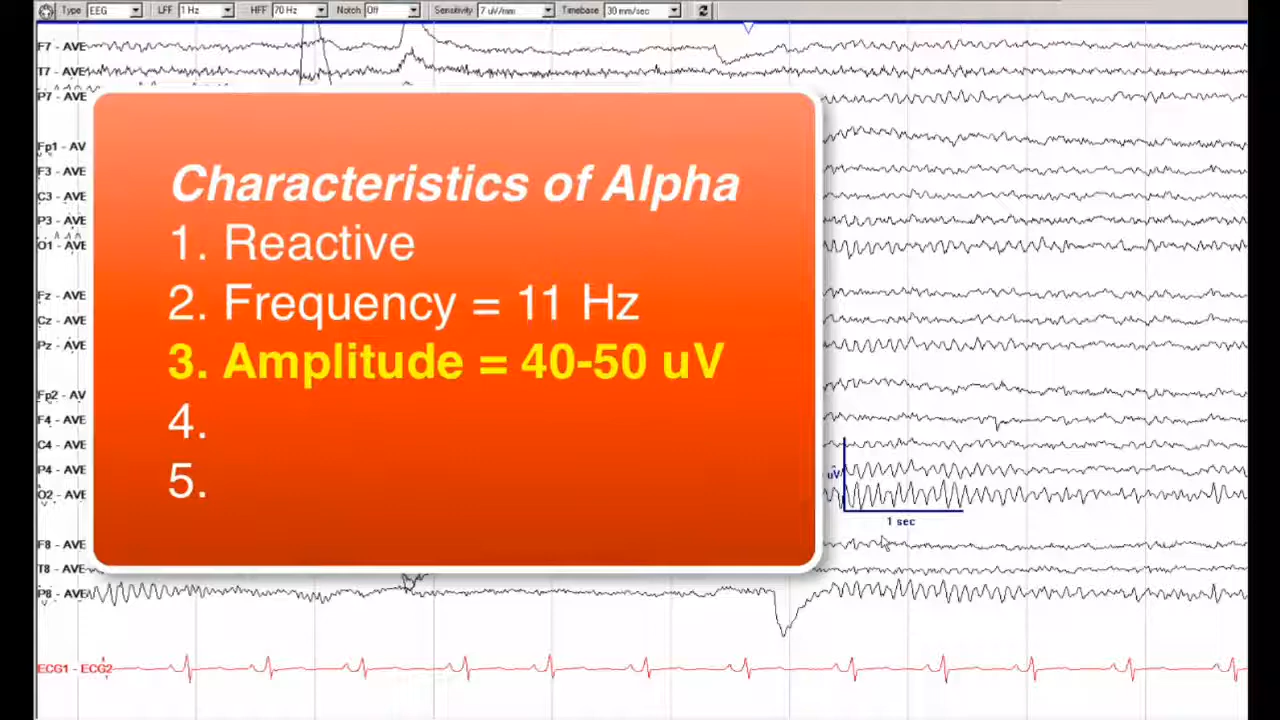 Type EEG LFF 1 Hz HFF 70 Hz Notch Off Sensitivity 7 uV/mm Timebase 30 mm/sec
F7 - AVE
T7 - AVE
P7 - AVE
Fp1 - AV
F3 - AVE
C3 - AVE
P3 - AVE
O1 - AVE
Fz - AVE
Cz - AVE
Pz - AVE
Fp2 - AV
F4 - AVE
C4 - AVE
P4 - AVE
O2 - AVE
F8 - AVE
T8 - AVE
P8 - AVE
ECG1 - ECG2
Characteristics of Alpha
1. Reactive
2. Frequency = 11 Hz
3. Amplitude = 40-50 uV
4.
5.
uV
1 sec